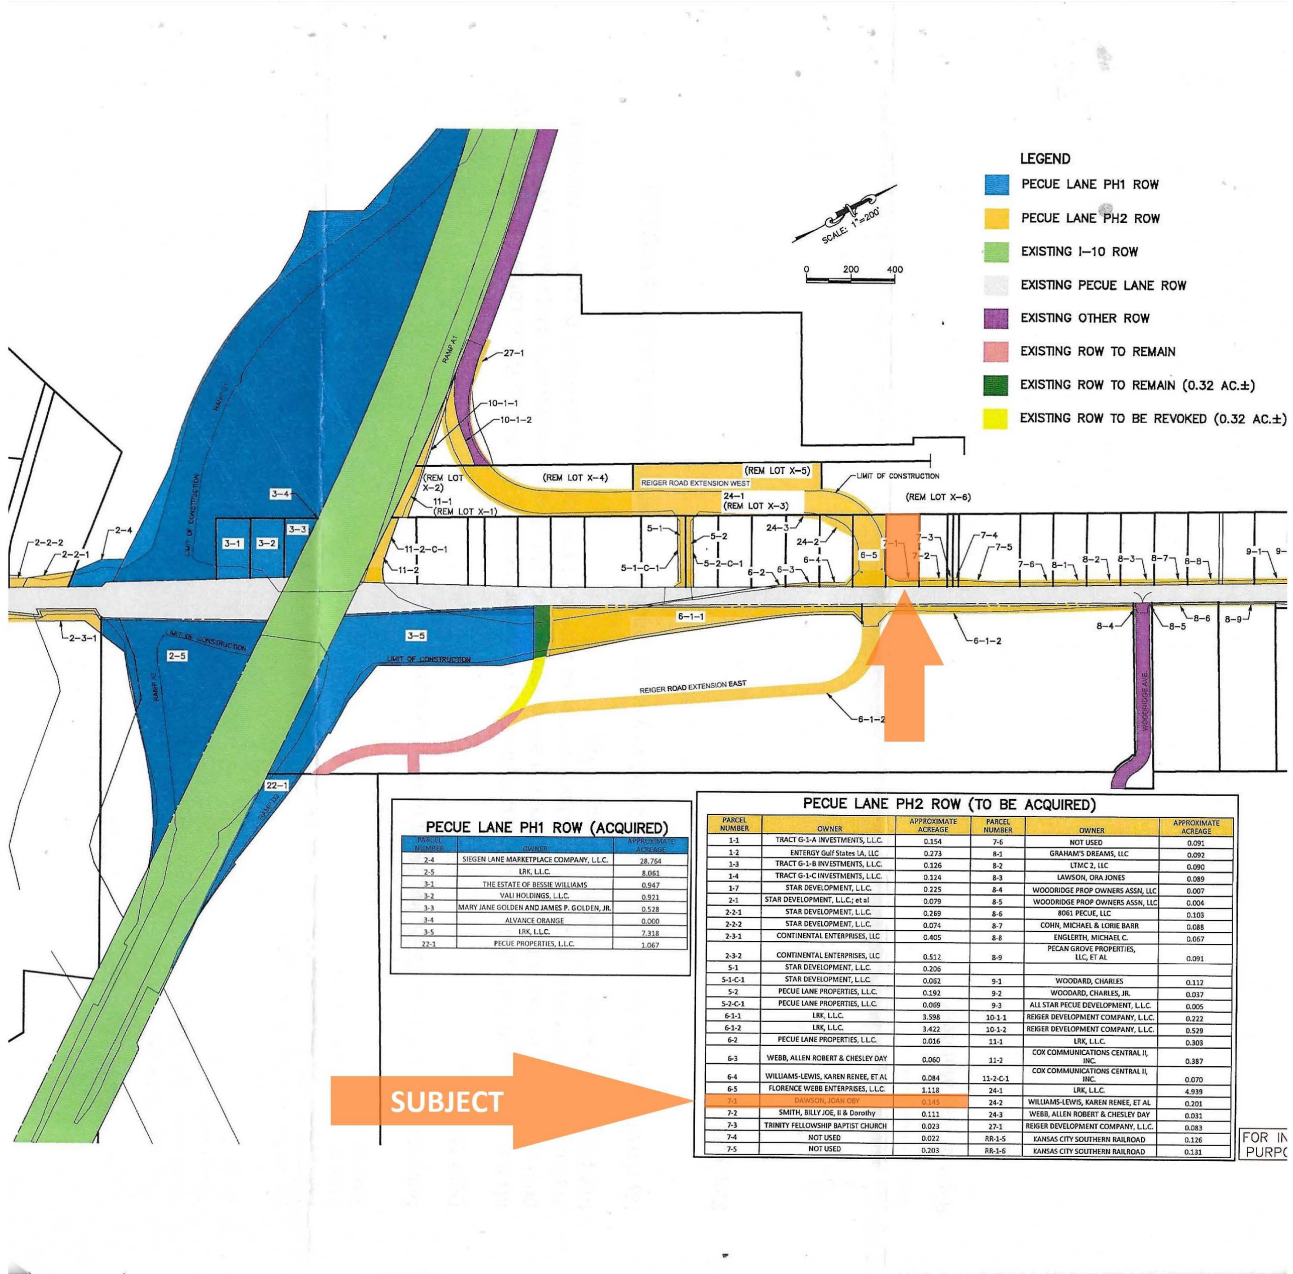 LEGEND
PECUE LANE PH1 ROW
PECUE LANE PH2 ROW
EXISTING I-10 ROW
EXISTING PECUE LANE ROW
EXISTING OTHER ROW
EXISTING ROW TO REMAIN
EXISTING ROW TO REMAIN (0.32 AC.±)
EXISTING ROW TO BE REVOKED (0.32 AC.±)
SCALE: 1"=200'
0 200 400
RAMP A1
27-1
10-1-1
10-1-2
LIMIT OF CONSTRUCTION
(REM LOT X-2)
(REM LOT X-4)
(REM LOT X-5)
REIGER ROAD EXTENSION WEST
LIMIT OF CONSTRUCTION
11-1
(REM LOT X-1)
24-1
(REM LOT X-3)
(REM LOT X-6)
3-4
3-3
3-1
3-2
2-4
2-2-2
2-2-1
11-2-C-1
11-2
5-1
5-2
5-1-C-1
5-2-C-1
24-3
24-2
6-2
6-3
6-4
6-5
7-1
7-2
7-3
7-4
7-5
7-6
8-1
8-2
8-3
8-7
8-8
9-1
9-
2-3-1
2-5
LIMIT OF CONSTRUCTION
3-5
LIMIT OF CONSTRUCTION
6-1-1
6-1-2
8-4
8-5
8-6
8-9
REIGER ROAD EXTENSION EAST
6-1-2
WOODRIDGE AVE.
22-1
PECUE LANE PH1 ROW (ACQUIRED)
PARCEL NUMBER OWNER APPROXIMATE ACREAGE
2-4 SIEGEN LANE MARKETPLACE COMPANY, L.L.C. 28.764
2-5 LRK, L.L.C. 8.061
3-1 THE ESTATE OF BESSIE WILLIAMS 0.947
3-2 VALI HOLDINGS, L.L.C. 0.921
3-3 MARY JANE GOLDEN AND JAMES P. GOLDEN, JR. 0.528
3-4 ALVANCE ORANGE 0.000
3-5 LRK, L.L.C. 7.318
22-1 PECUE PROPERTIES, L.L.C. 1.067
PECUE LANE PH2 ROW (TO BE ACQUIRED)
PARCEL NUMBER OWNER APPROXIMATE ACREAGE PARCEL NUMBER OWNER APPROXIMATE ACREAGE
1-1 TRACT G-1-A INVESTMENTS, L.L.C. 0.154 7-6 NOT USED 0.091
1-2 ENTERGY Gulf States LA, LLC 0.273 8-1 GRAHAM'S DREAMS, LLC 0.092
1-3 TRACT G-1-B INVESTMENTS, L.L.C. 0.126 8-2 LTMC 2, LLC 0.090
1-4 TRACT G-1-C INVESTMENTS, L.L.C. 0.124 8-3 LAWSON, ORA JONES 0.089
1-7 STAR DEVELOPMENT, L.L.C. 0.225 8-4 WOODRIDGE PROP OWNERS ASSN, LLC 0.007
2-1 STAR DEVELOPMENT, L.L.C.; et al 0.079 8-5 WOODRIDGE PROP OWNERS ASSN, LLC 0.004
2-2-1 STAR DEVELOPMENT, L.L.C. 0.269 8-6 8061 PECUE, LLC 0.103
2-2-2 STAR DEVELOPMENT, L.L.C. 0.074 8-7 COHN, MICHAEL & LORIE BARR 0.088
2-3-1 CONTINENTAL ENTERPRISES, LLC 0.405 8-8 ENGLERTH, MICHAEL C. 0.067
2-3-2 CONTINENTAL ENTERPRISES, LLC 0.512 8-9 PECAN GROVE PROPERTIES, LLC, ET AL 0.091
5-1 STAR DEVELOPMENT, L.L.C. 0.206
5-1-C-1 STAR DEVELOPMENT, L.L.C. 0.062 9-1 WOODARD, CHARLES 0.112
5-2 PECUE LANE PROPERTIES, L.L.C. 0.192 9-2 WOODARD, CHARLES, JR. 0.037
5-2-C-1 PECUE LANE PROPERTIES, L.L.C. 0.069 9-3 ALL STAR PECUE DEVELOPMENT, L.L.C. 0.005
6-1-1 LRK, L.L.C. 3.598 10-1-1 REIGER DEVELOPMENT COMPANY, L.L.C. 0.222
6-1-2 LRK, L.L.C. 3.422 10-1-2 REIGER DEVELOPMENT COMPANY, L.L.C. 0.529
6-2 PECUE LANE PROPERTIES, L.L.C. 0.016 11-1 LRK, L.L.C. 0.303
6-3 WEBB, ALLEN ROBERT & CHESLEY DAY 0.060 11-2 COX COMMUNICATIONS CENTRAL II, INC. 0.387
6-4 WILLIAMS-LEWIS, KAREN RENEE, ET AL 0.084 11-2-C-1 COX COMMUNICATIONS CENTRAL II, INC. 0.070
6-5 FLORENCE WEBB ENTERPRISES, L.L.C. 1.118 24-1 LRK, L.L.C. 4.939
7-1 DAWSON, JOAN OBY 0.145 24-2 WILLIAMS-LEWIS, KAREN RENEE, ET AL 0.201
7-2 SMITH, BILLY JOE, II & Dorothy 0.111 24-3 WEBB, ALLEN ROBERT & CHESLEY DAY 0.031
7-3 TRINITY FELLOWSHIP BAPTIST CHURCH 0.023 27-1 REIGER DEVELOPMENT COMPANY, L.L.C. 0.083
7-4 NOT USED 0.022 RR-1-5 KANSAS CITY SOUTHERN RAILROAD 0.126
7-5 NOT USED 0.203 RR-1-6 KANSAS CITY SOUTHERN RAILROAD 0.131
SUBJECT
FOR IN
PURPO